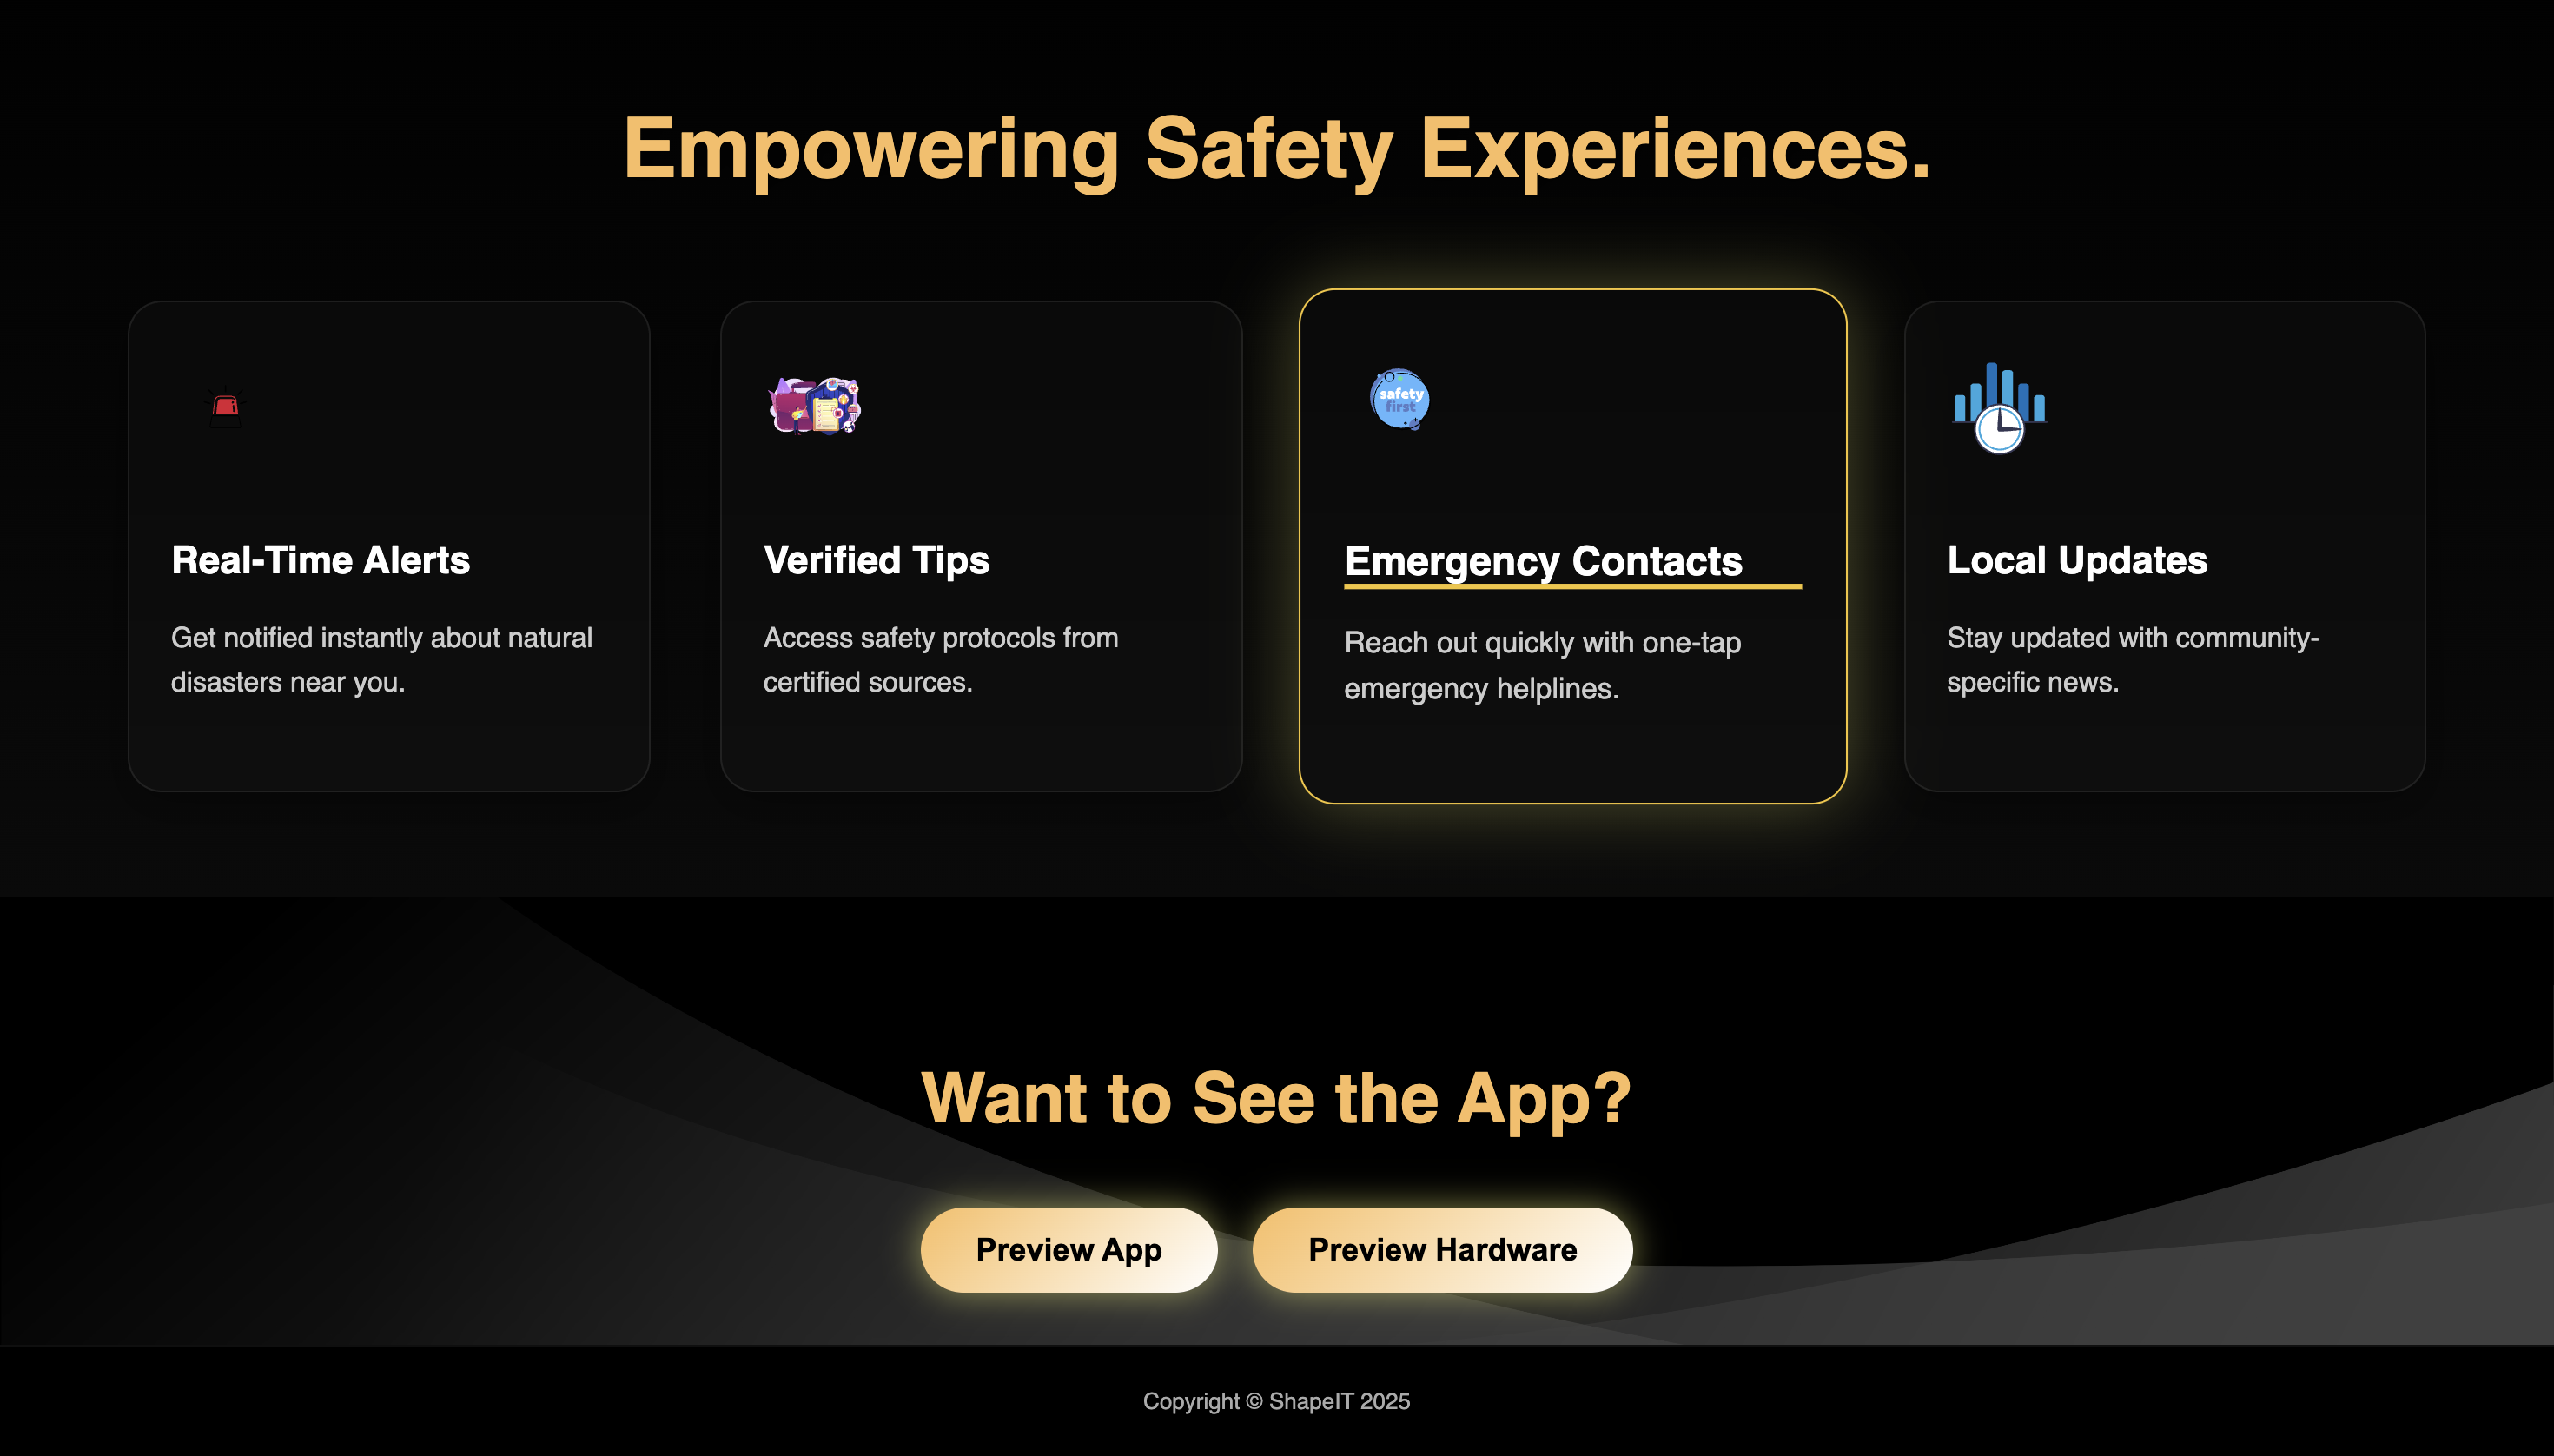 Empowering Safety Experiences.
safety
first
Real-Time Alerts
Get notified instantly about natural
disasters near you.
Verified Tips
Access safety protocols from
certified sources.
Emergency Contacts
Reach out quickly with one-tap
emergency helplines.
Local Updates
Stay updated with community-
specific news.
Want to See the App?
Preview App
Preview Hardware
Copyright © ShapeIT 2025